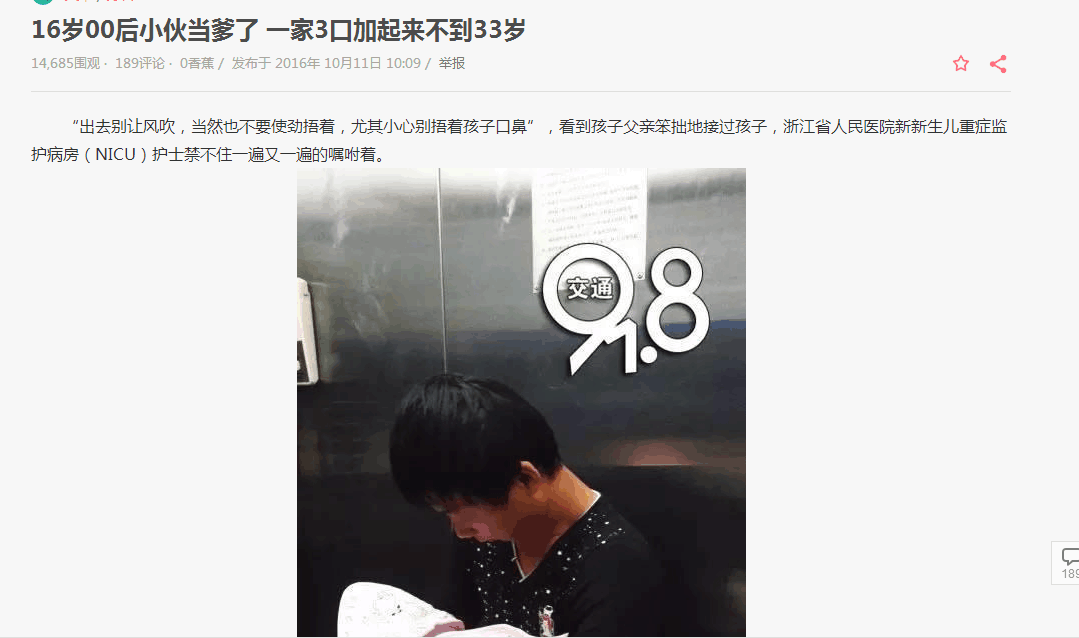 16岁00后小伙当爹了 一家3口加起来不到33岁
14,685围观· 189评论· 0香蕉 / 发布于 2016年 10月11日 10:09 / 举报
“出去别让风吹，当然也不要使劲捂着，尤其小心别捂着孩子口鼻”，看到孩子父亲笨拙地接过孩子，浙江省人民医院新新生儿重症监
护病房（NICU）护士禁不住一遍又一遍的嘱咐着。
交通
91.8
189